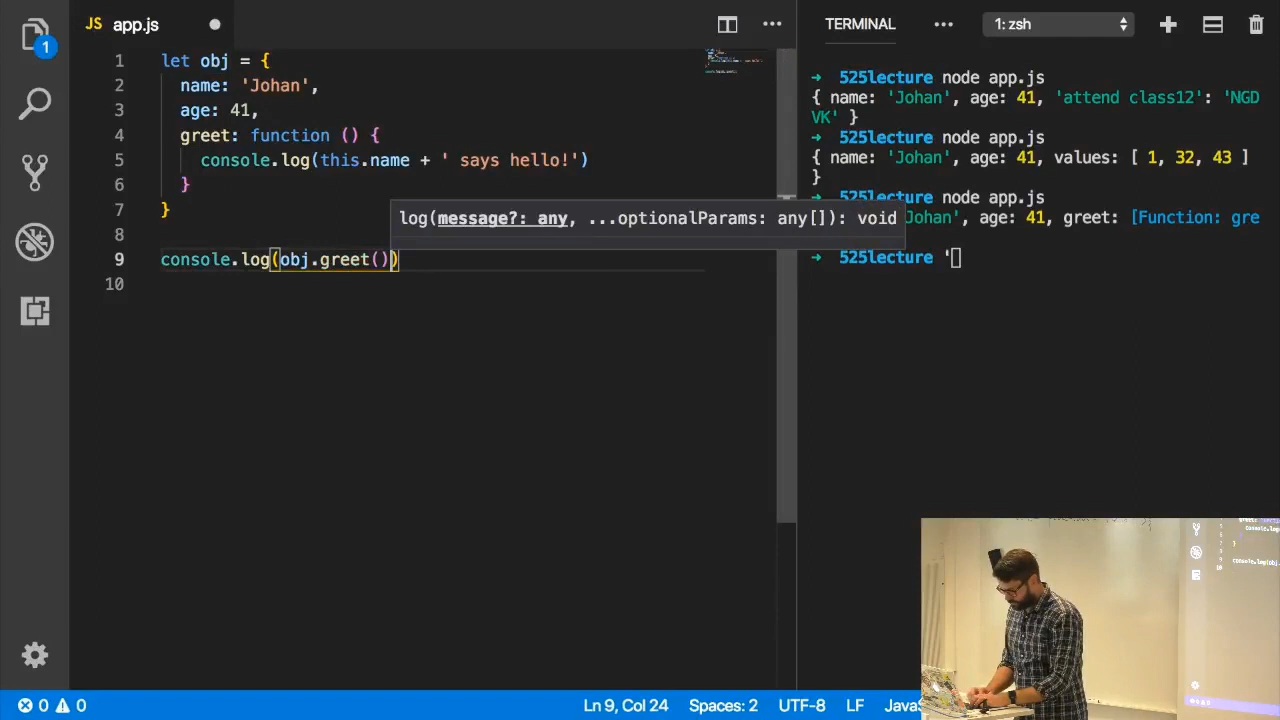 1
JS app.js
TERMINAL
1: zsh
1 let obj = {
2 name: 'Johan',
3 age: 41,
4 greet: function () {
5 console.log(this.name + ' says hello!')
6 }
7 }
8
9 console.log(obj.greet())
10
log(message?: any, ...optionalParams: any[]): void
➜ 525lecture node app.js
{ name: 'Johan', age: 41, 'attend class12': 'NGD
VK' }
➜ 525lecture node app.js
{ name: 'Johan', age: 41, values: [ 1, 32, 43 ]
}
525lecture node app.js
Johan', age: 41, greet: [Function: gre
➜ 525lecture '
0 0
Ln 9, Col 24 Spaces: 2 UTF-8 LF JavaS